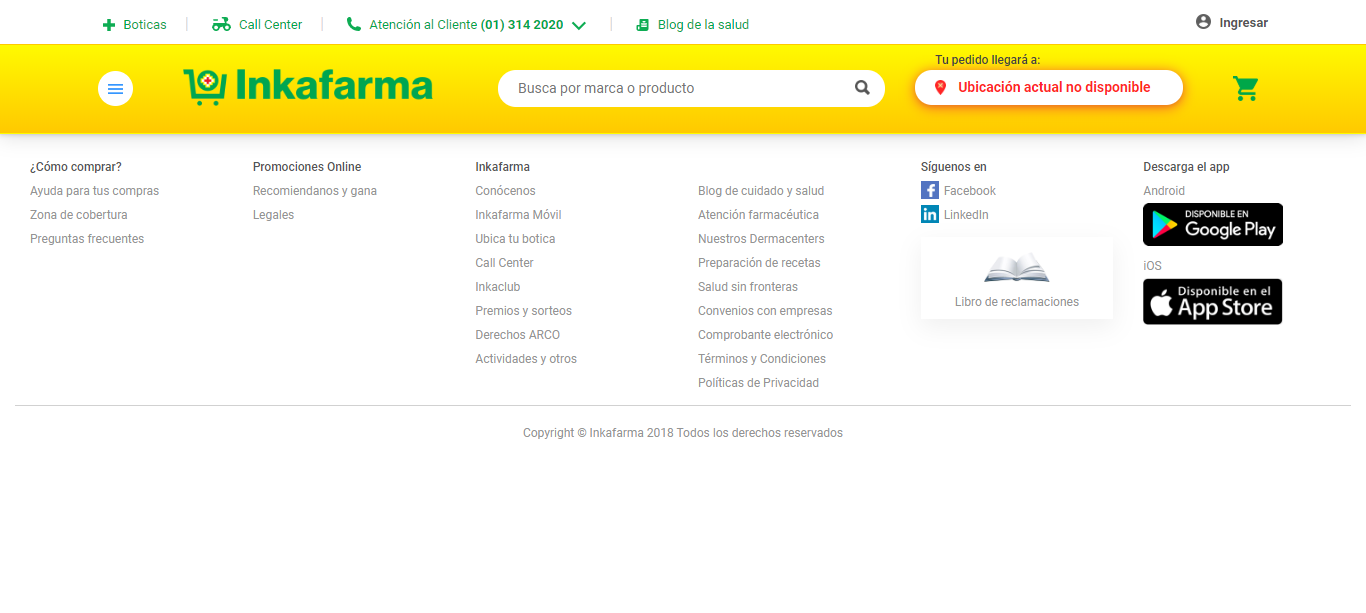 Boticas
Call Center
Atención al Cliente (01) 314 2020
Blog de la salud
Ingresar
Inkafarma
Busca por marca o producto
Tu pedido llegará a:
Ubicación actual no disponible
¿Cómo comprar?
Ayuda para tus compras
Zona de cobertura
Preguntas frecuentes
Promociones Online
Recomiendanos y gana
Legales
Inkafarma
Conócenos
Inkafarma Móvil
Ubica tu botica
Call Center
Inkaclub
Premios y sorteos
Derechos ARCO
Actividades y otros
Blog de cuidado y salud
Atención farmacéutica
Nuestros Dermacenters
Preparación de recetas
Salud sin fronteras
Convenios con empresas
Comprobante electrónico
Términos y Condiciones
Políticas de Privacidad
Síguenos en
Facebook
LinkedIn
Libro de reclamaciones
Descarga el app
Android
DISPONIBLE EN
Google Play
iOS
Disponible en el
App Store
Copyright © Inkafarma 2018 Todos los derechos reservados